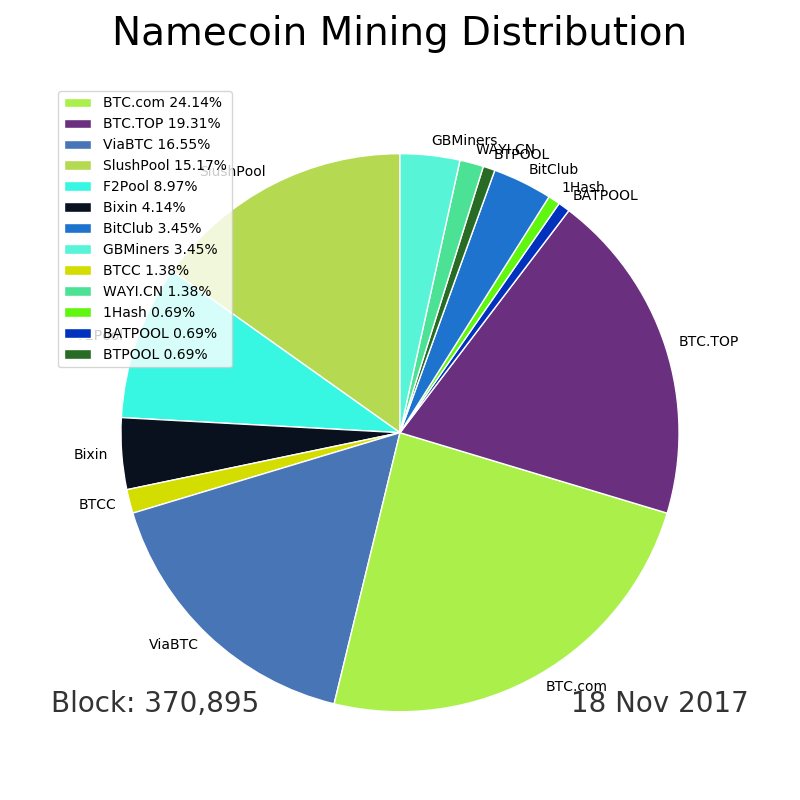 Namecoin Mining Distribution
BTC.com 24.14%
BTC.TOP 19.31%
ViaBTC 16.55%
SlushPool 15.17%
F2Pool 8.97%
Bixin 4.14%
BitClub 3.45%
GBMiners 3.45%
BTCC 1.38%
WAYI.CN 1.38%
1Hash 0.69%
BATPOOL 0.69%
BTPOOL 0.69%
GBMiners
WAYI.CN
BTPOOL
BitClub
1Hash
BATPOOL
SlushPool
BTC.TOP
Bixin
BTCC
ViaBTC
BTC.com
Block: 370,895
18 Nov 2017